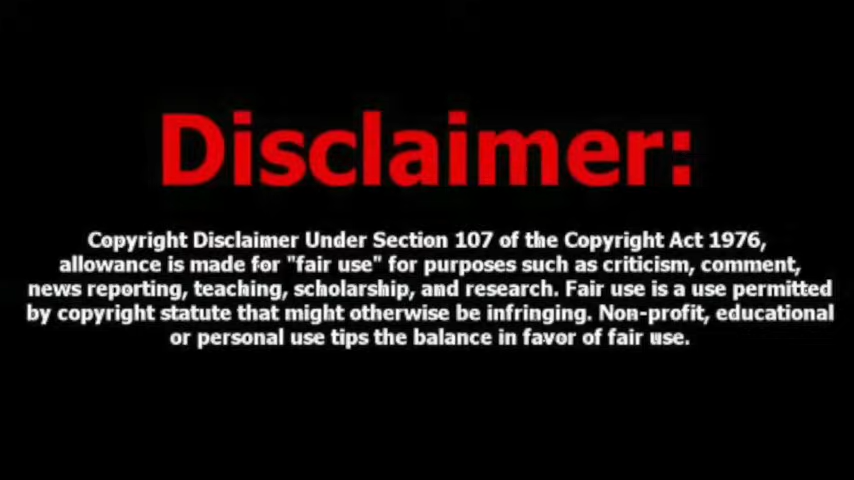 Disclaimer:
Copyright Disclaimer Under Section 107 of the Copyright Act 1976,
allowance is made for "fair use" for purposes such as criticism, comment,
news reporting, teaching, scholarship, and research. Fair use is a use permitted
by copyright statute that might otherwise be infringing. Non-profit, educational
or personal use tips the balance in favor of fair use.